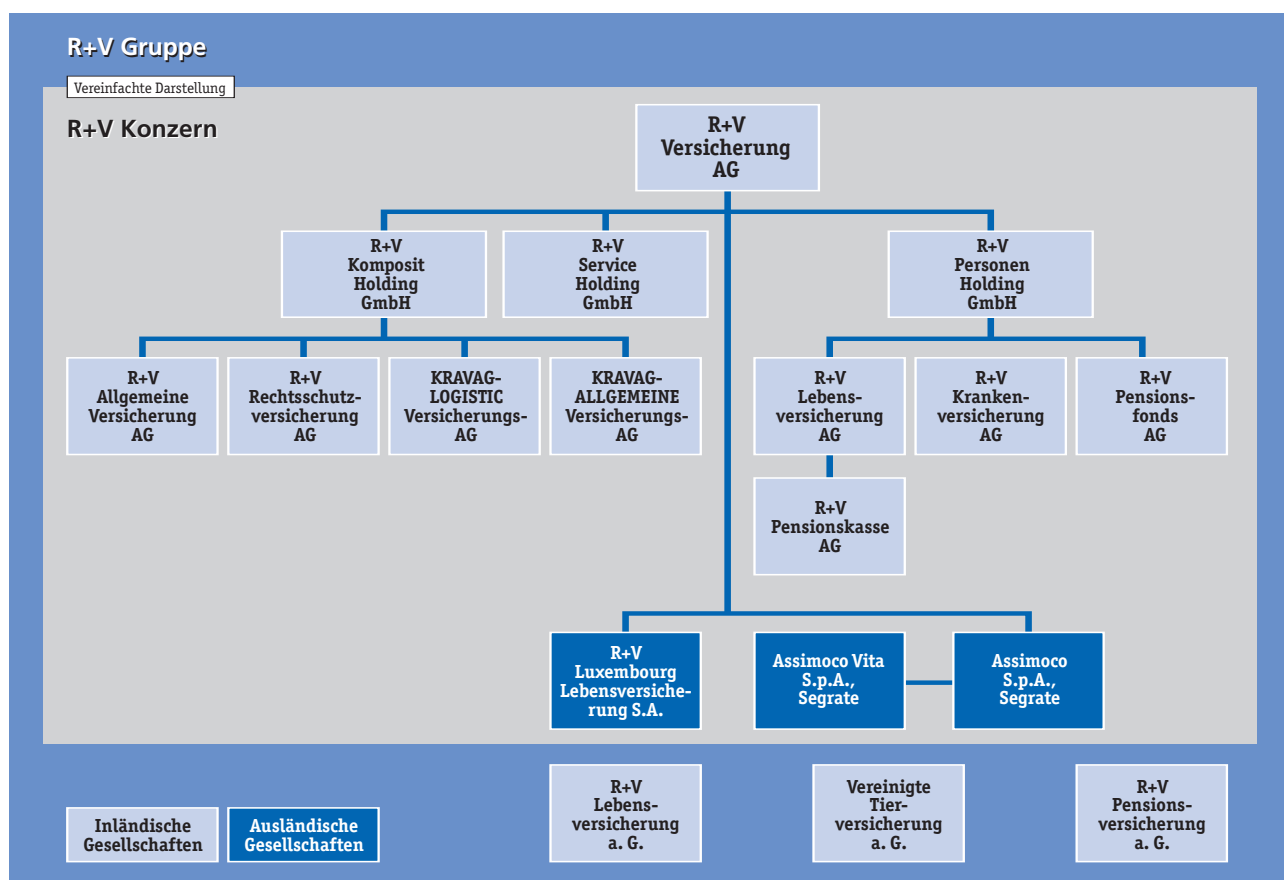 R+V Gruppe
Vereinfachte Darstellung
R+V Konzern
R+V
Versicherung
AG
R+V
Komposit
Holding
GmbH
R+V
Service
Holding
GmbH
R+V
Personen
Holding
GmbH
R+V
Allgemeine
Versicherung
AG
R+V
Rechtsschutz-
versicherung
AG
KRAVAG-
LOGISTIC
Versicherungs-
AG
KRAVAG-
ALLGEMEINE
Versicherungs-
AG
R+V
Lebens-
versicherung
AG
R+V
Kranken-
versicherung
AG
R+V
Pensions-
fonds
AG
R+V
Pensionskasse
AG
R+V
Luxembourg
Lebensversiche-
rung S.A.
Assimoco Vita
S.p.A.,
Segrate
Assimoco
S.p.A.,
Segrate
R+V
Lebens-
versicherung
a. G.
Vereinigte
Tier-
versicherung
a. G.
R+V
Pensions-
versicherung
a. G.
Inländische
Gesellschaften
Ausländische
Gesellschaften